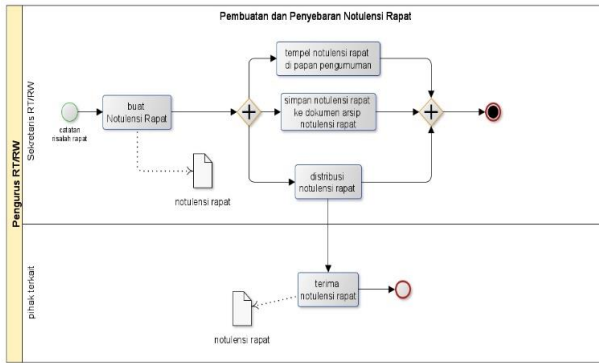 Pembuatan dan Penyebaran Notulensi Rapat
Pengurus RT/RW
Sekretaris RT/RW
catatan
risalah rapat
buat
Notulensi Rapat
notulensi rapat
tempel notulensi rapat
di papan pengumuman
simpan notulensi rapat
ke dokumen arsip
notulensi rapat
distribusi
notulensi rapat
pihak terkait
terima
notulensi rapat
notulensi rapat